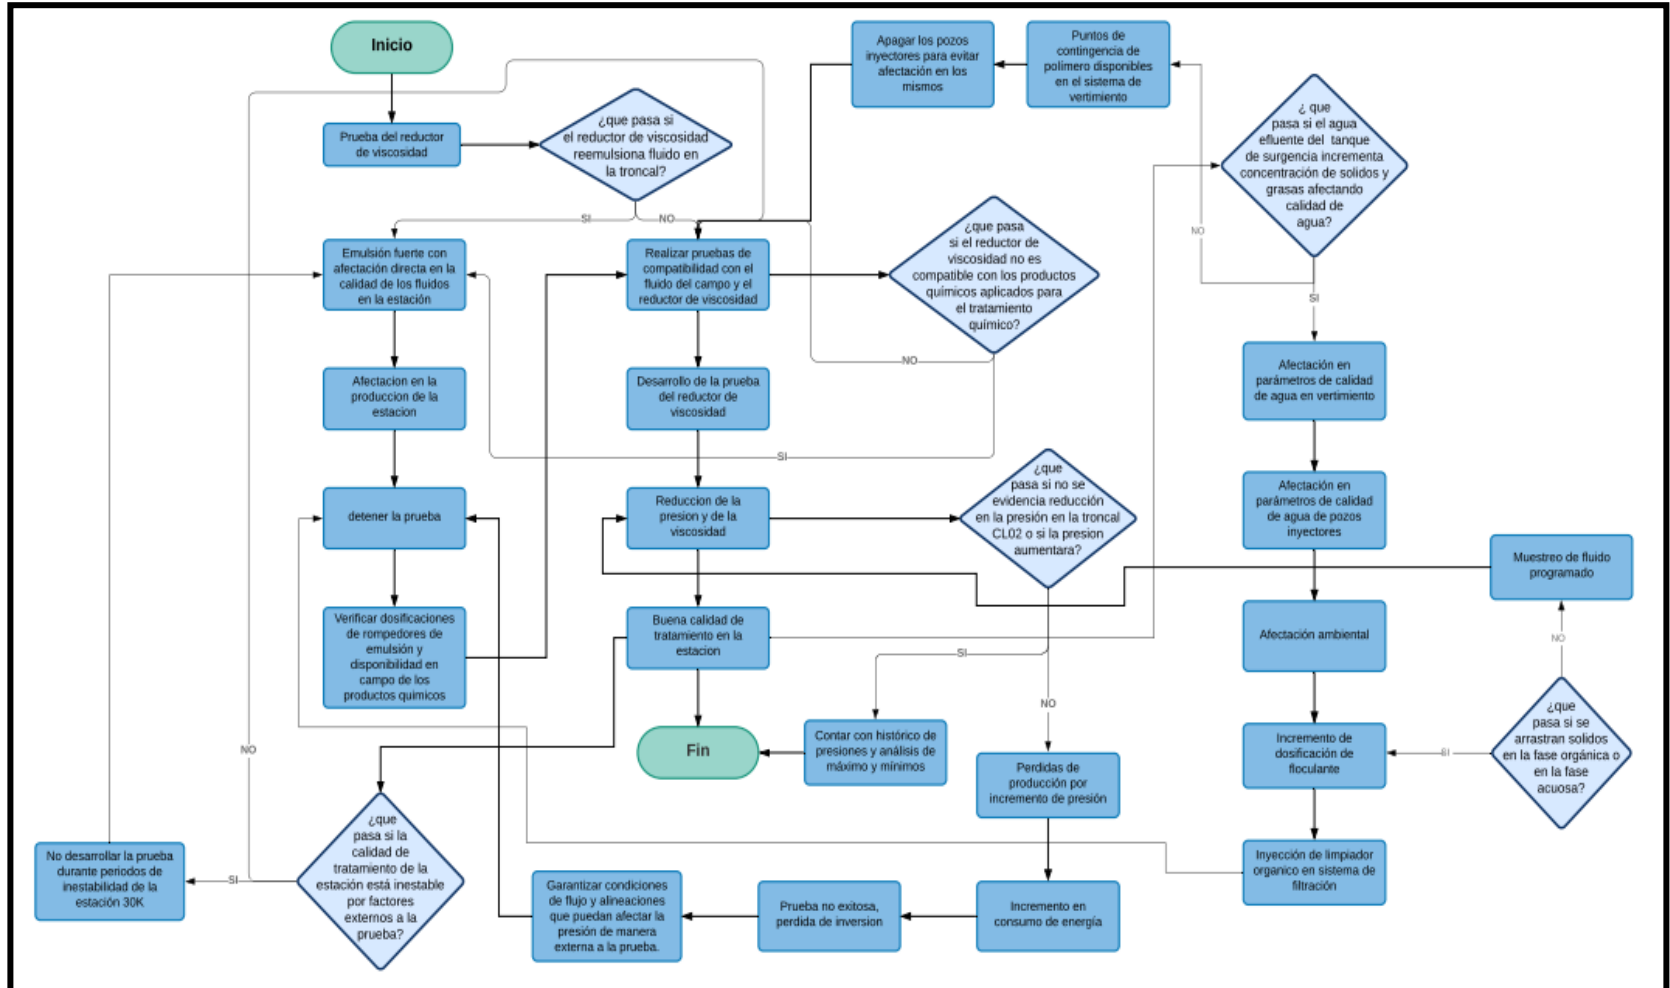 Inicio
Prueba del reductor
de viscosidad
¿que pasa si
el reductor de viscosidad
reemulsiona fluido en
la troncal?
SI
NO
Apagar los pozos
inyectores para evitar
afectación en los
mismos
Puntos de
contingencia de
polimero disponibles
en el sistema de
vertimiento
¿ que
pasa si el agua
efluente del tanque
de surgencia incrementa
concentración de solidos y
grasas afectando
calidad de
agua?
NO
SI
Emulsión fuerte con
afectación directa en la
calidad de los fluidos
en la estación
Realizar pruebas de
compatibilidad con el
fluido del campo y el
reductor de viscosidad
¿que pasa
si el reductor de
viscosidad no es
compatible con los productos
químicos aplicados para
el tratamiento
químico?
NO
SI
Afectacion en la
produccion de la
estacion
Desarrollo de la prueba
del reductor de
viscosidad
Afectación en
parámetros de calidad
de agua en vertimiento
detener la prueba
Reduccion de la
presion y de la
viscosidad
¿que
pasa si no se
evidencia reducción
en la presión en la troncal
CL02 o si la presion
aumentara?
SI
NO
Afectación en
parámetros de calidad
de agua de pozos
inyectores
Muestreo de fluido
programado
Verificar dosificaciones
de rompedores de
emulsión y
disponibilidad en
campo de los
productos quimicos
Buena calidad de
tratamiento en la
estacion
Afectación ambiental
NO
Fin
Contar con histórico de
presiones y análisis de
máximo y mínimos
Perdidas de
producción por
incremento de presión
Incremento de
dosificación de
floculante
SI
¿que
pasa si se
arrastran solidos
en la fase orgánica o
en la fase
acuosa?
NO
No desarrollar la prueba
durante periodos de
inestabilidad de la
estación 30K
SI
¿que
pasa si la
calidad de
tratamiento de la
estación está inestable
por factores
externos a la
prueba?
Garantizar condiciones
de flujo y alineaciones
que puedan afectar la
presión de manera
externa a la prueba.
Prueba no exitosa,
perdida de inversion
Incremento en
consumo de energía
Inyección de limpiador
organico en sistema de
filtración